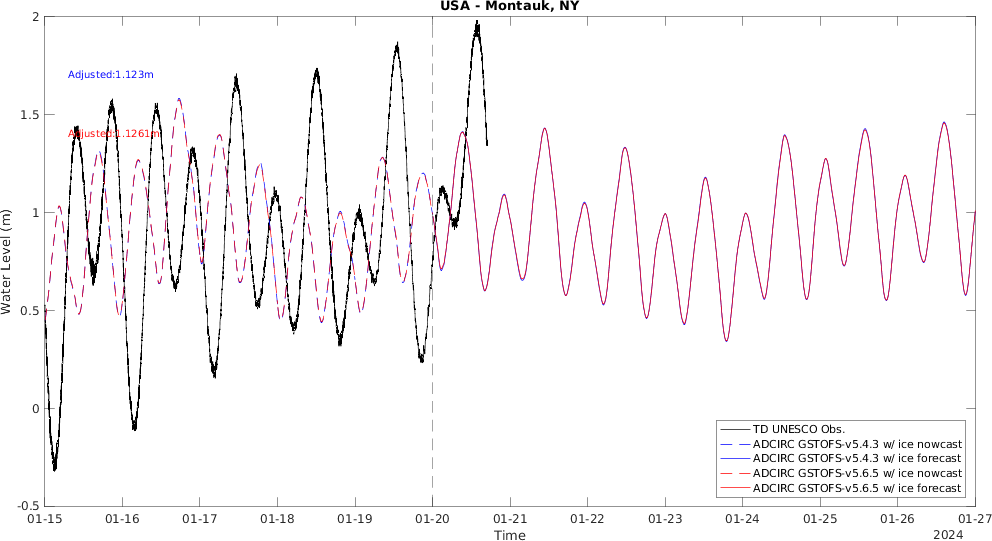 USA - Montauk, NY
2
1.5
1
0.5
0
-0.5
Water Level (m)
Adjusted:1.123m
Adjusted:1.1261m
TD UNESCO Obs.
ADCIRC GSTOFS-v5.4.3 w/ ice nowcast
ADCIRC GSTOFS-v5.4.3 w/ ice forecast
ADCIRC GSTOFS-v5.6.5 w/ ice nowcast
ADCIRC GSTOFS-v5.6.5 w/ ice forecast
01-15 01-16 01-17 01-18 01-19 01-20 01-21 01-22 01-23 01-24 01-25 01-26 01-27
Time
2024